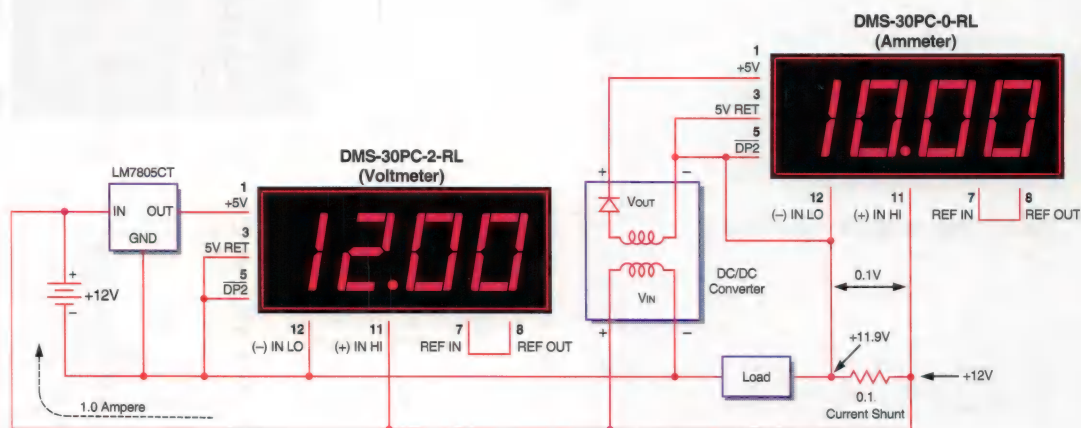 DMS-30PC-0-RL
(Ammeter)
1
+5V
3
5V RET
5
DP2
10.00
12
(–) IN LO
11
(+) IN HI
7
REF IN
8
REF OUT
DMS-30PC-2-RL
(Voltmeter)
LM7805CT
IN
OUT
GND
1
+5V
3
5V RET
5
DP2
12.00
12
(–) IN LO
11
(+) IN HI
7
REF IN
8
REF OUT
+
+12V
–
1.0 Ampere
+
–
VOUT
VIN
+
–
DC/DC
Converter
0.1V
+11.9V
Load
+12V
0.1
Current Shunt